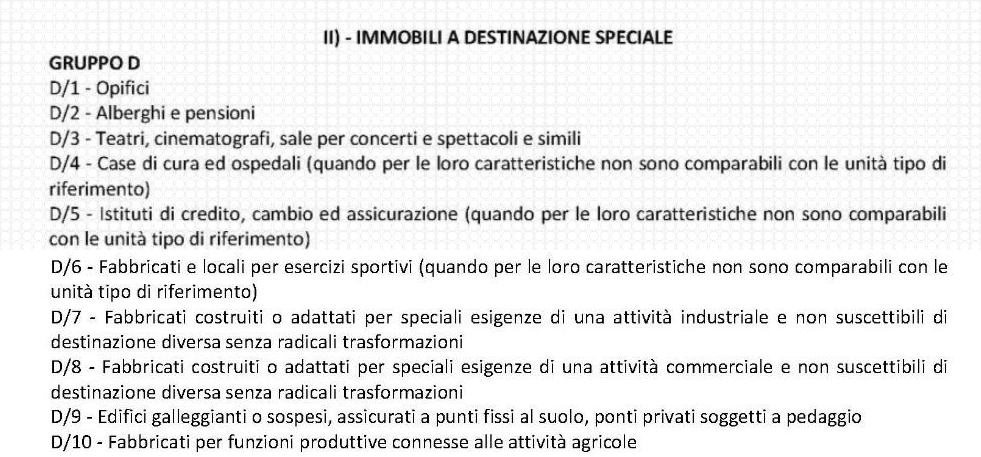 II) - IMMOBILI A DESTINAZIONE SPECIALE
GRUPPO D
D/1 - Opifici
D/2 - Alberghi e pensioni
D/3 - Teatri, cinematografi, sale per concerti e spettacoli e simili
D/4 - Case di cura ed ospedali (quando per le loro caratteristiche non sono comparabili con le unità tipo di
riferimento)
D/5 - Istituti di credito, cambio ed assicurazione (quando per le loro caratteristiche non sono comparabili
con le unità tipo di riferimento)
D/6 - Fabbricati e locali per esercizi sportivi (quando per le loro caratteristiche non sono comparabili con le
unità tipo di riferimento)
D/7 - Fabbricati costruiti o adattati per speciali esigenze di una attività industriale e non suscettibili di
destinazione diversa senza radicali trasformazioni
D/8 - Fabbricati costruiti o adattati per speciali esigenze di una attività commerciale e non suscettibili di
destinazione diversa senza radicali trasformazioni
D/9 - Edifici galleggianti o sospesi, assicurati a punti fissi al suolo, ponti privati soggetti a pedaggio
D/10 - Fabbricati per funzioni produttive connesse alle attività agricole